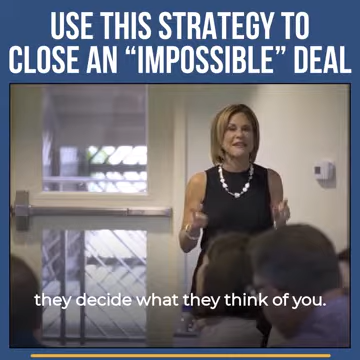 USE THIS STRATEGY TO
CLOSE AN “IMPOSSIBLE” DEAL
they decide what they think of you.